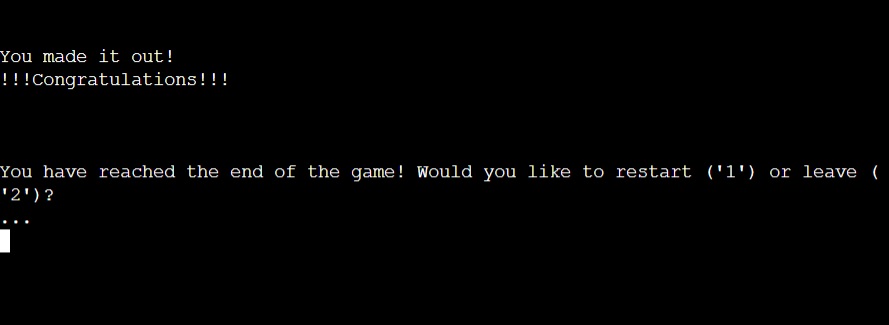 You made it out!
!!!Congratulations!!!
You have reached the end of the game! Would you like to restart ('1') or leave (
'2')?
...